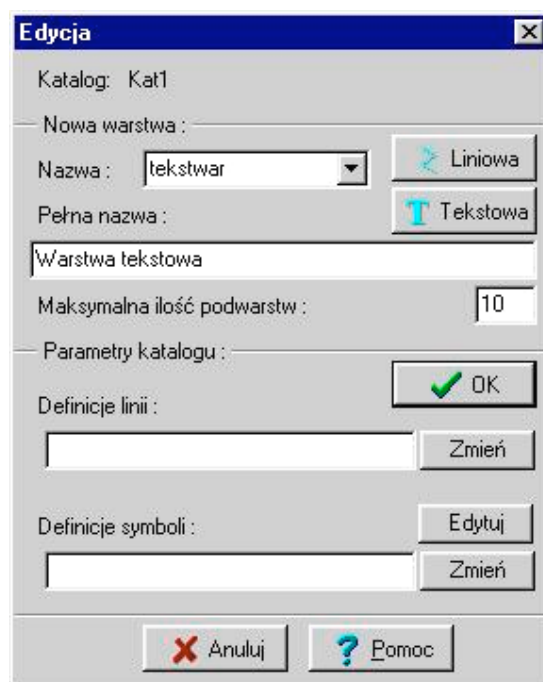 Edycja
Katalog: Kat1
Nowa warstwa :
Nazwa : tekstwar Liniowa
Pełna nazwa : Tekstowa
Warstwa tekstowa
Maksymalna ilość podwarstw : 10
Parametry katalogu :
OK
Definicje linii :
Zmień
Definicje symboli : Edytuj
Zmień
Anuluj Pomoc